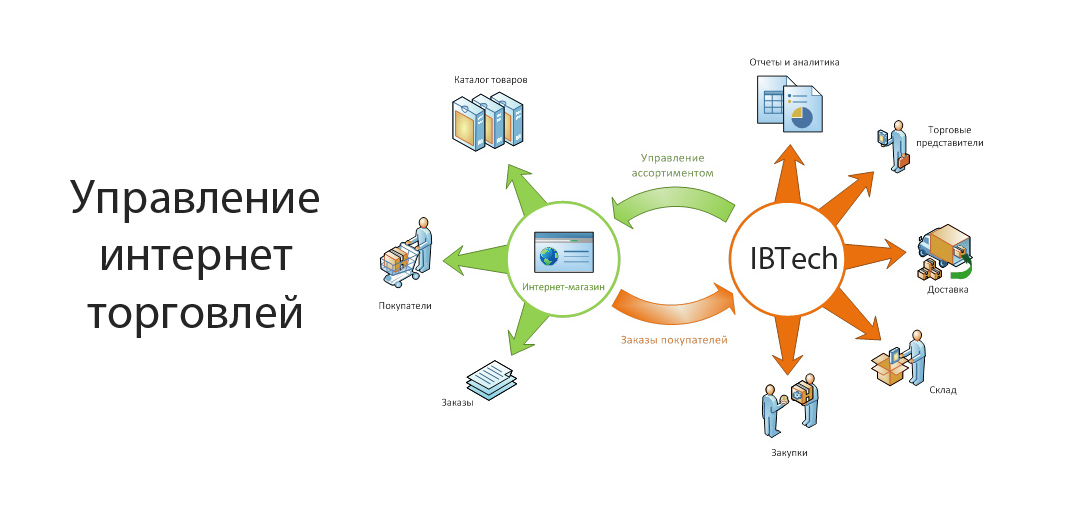 Управление
интернет
торговлей
Каталог товаров
Покупатели
Заказы
Интернет-магазин
Управление
ассортиментом
Заказы покупателей
IBTech
Отчеты и аналитика
Торговые
представители
Доставка
Склад
Закупки